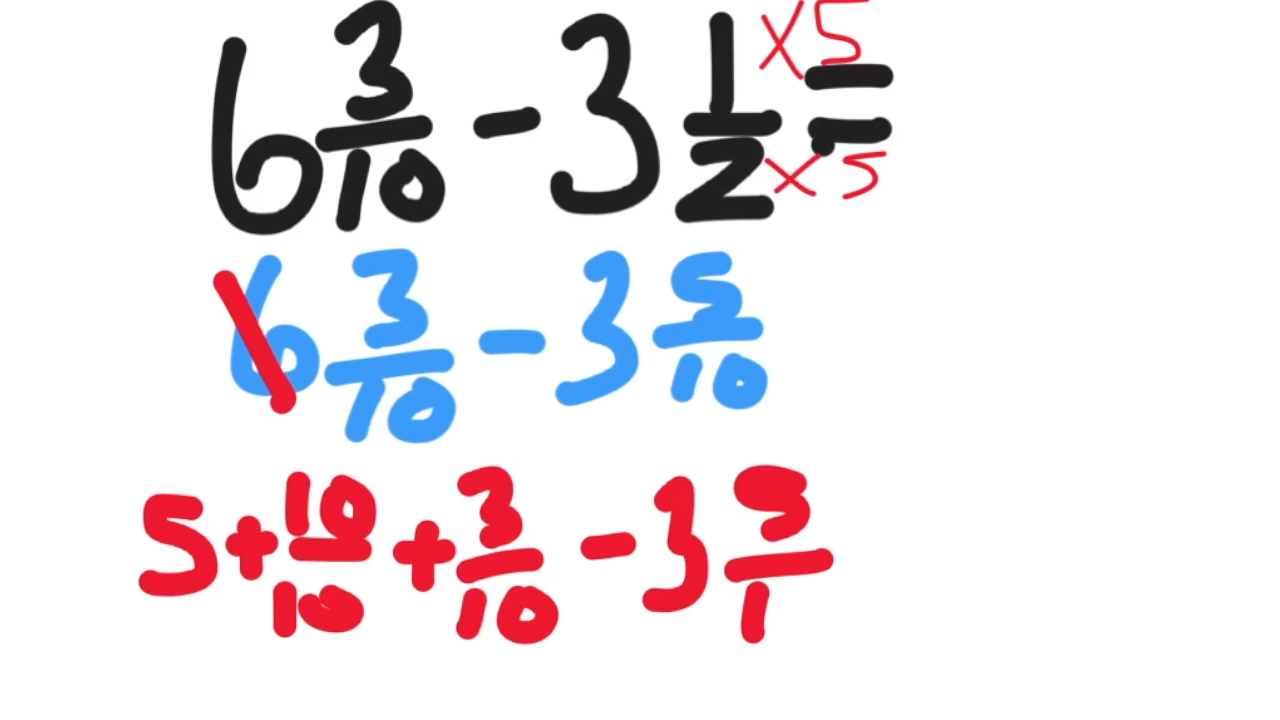 6 3/10 - 3 1/2 ×5 =
×5
6 3/10 - 3 5/10
5 + 10/10 + 3/10 - 3 5/1